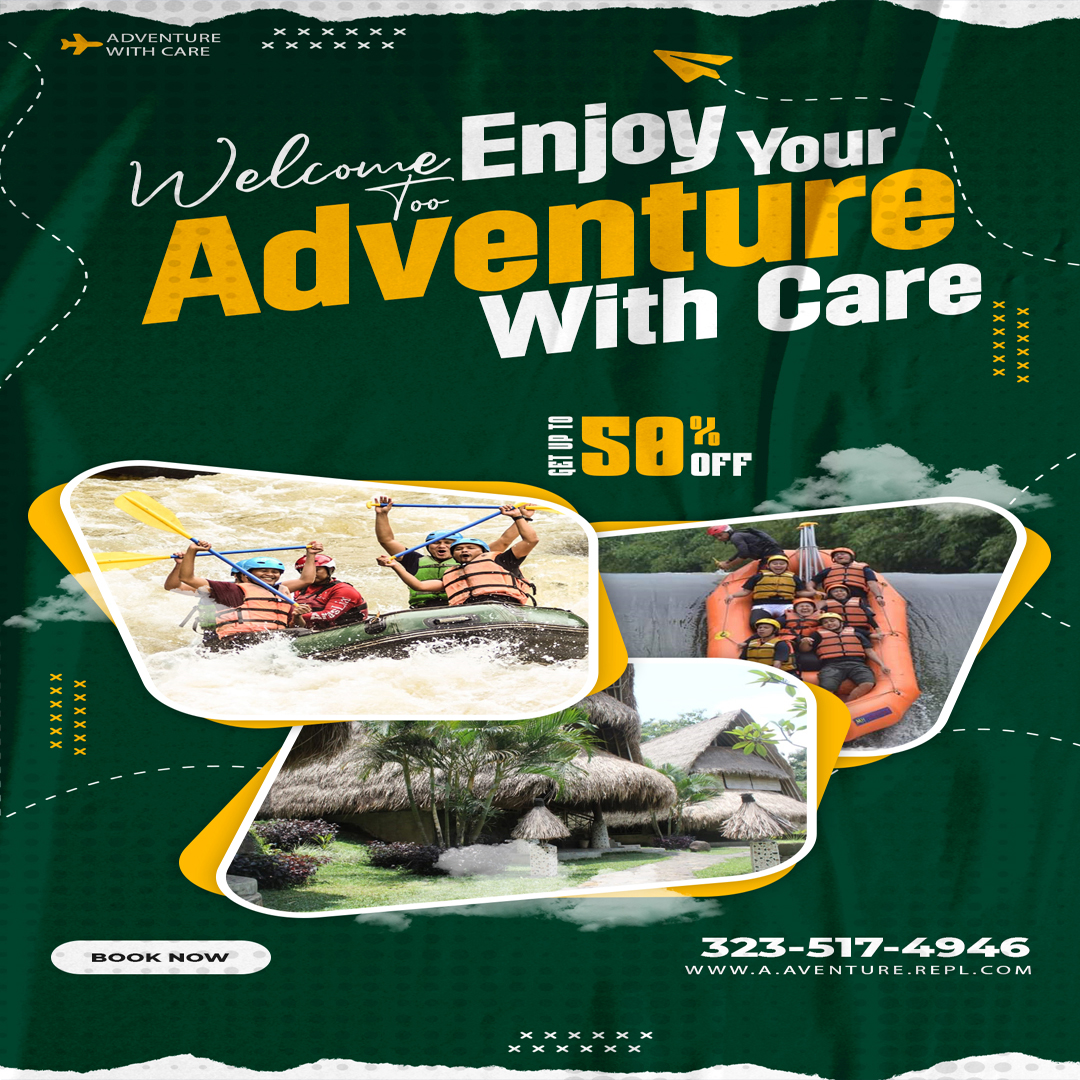 ADVENTURE
WITH CARE
Welcome
Too
Enjoy Your
Adventure
With Care
GET UP TO
50%
OFF
BOOK NOW
323-517-4946
WWW.A.AVENTURE.REPL.COM